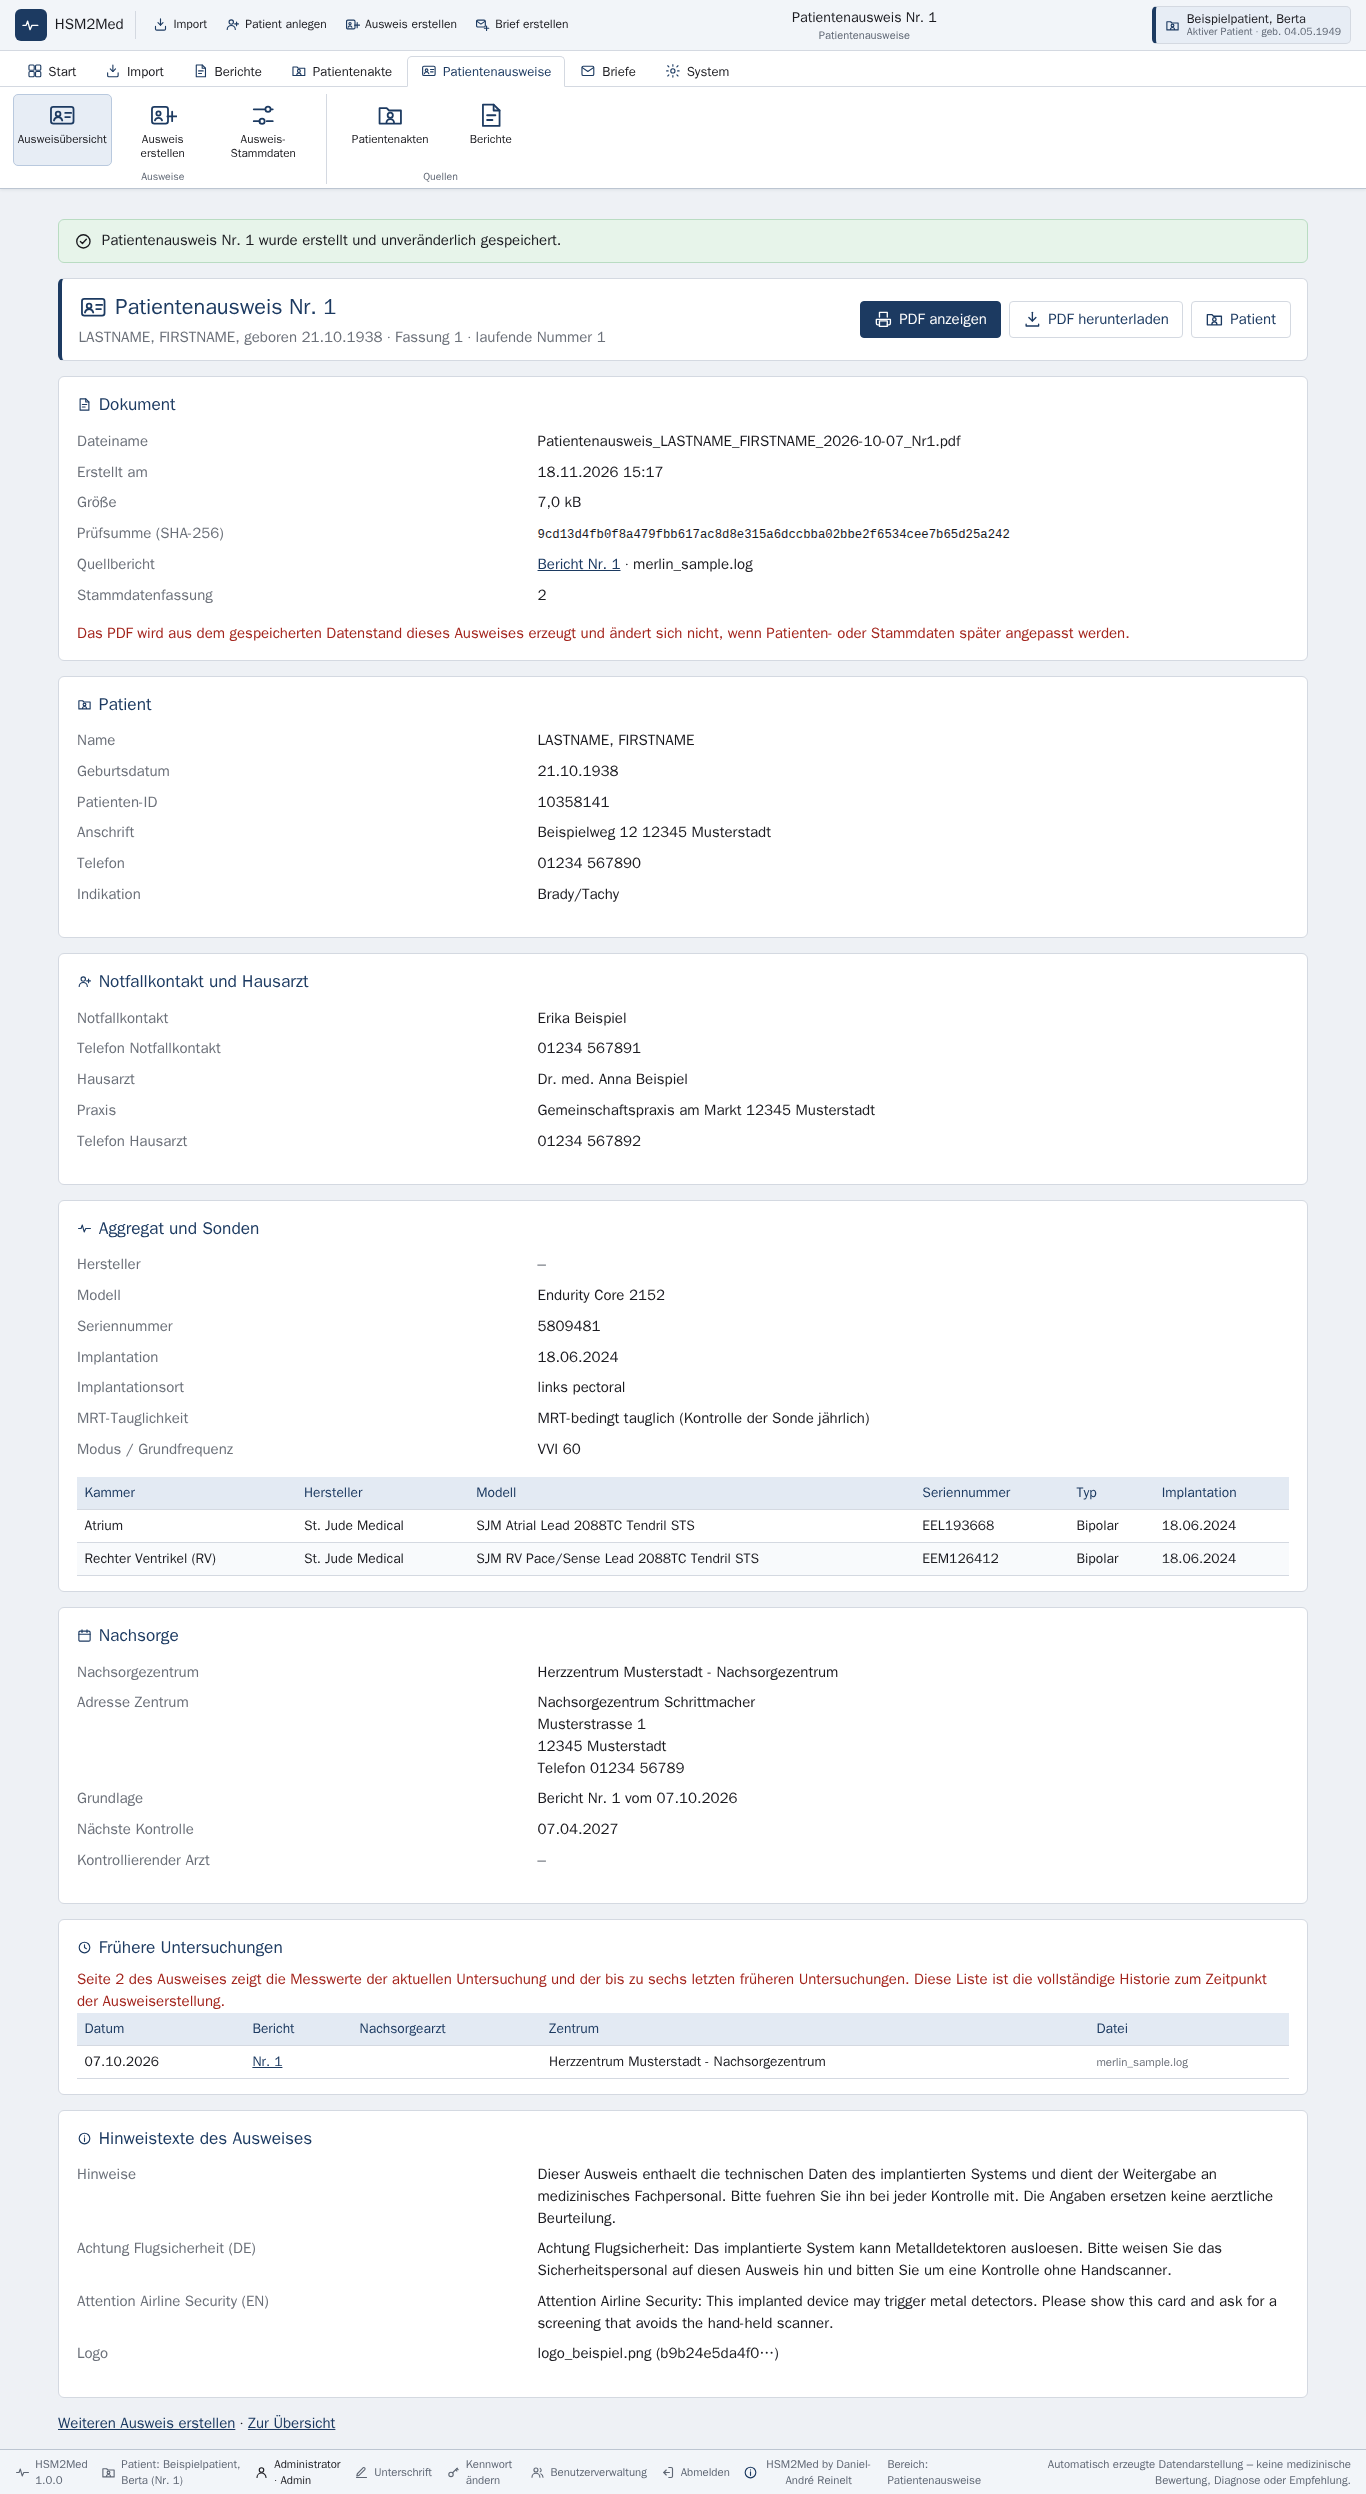 HSM2Med
Import
Patient anlegen
Ausweis erstellen
Brief erstellen
Patientenausweis Nr. 1
Patientenausweise
Beispielpatient, Berta
Aktiver Patient · geb. 04.05.1949
Start
Import
Berichte
Patientenakte
Patientenausweise
Briefe
System
Ausweisübersicht
Ausweis
erstellen
Ausweis-
Stammdaten
Ausweise
Patientenakten
Berichte
Quellen
Patientenausweis Nr. 1 wurde erstellt und unveränderlich gespeichert.
Patientenausweis Nr. 1
LASTNAME, FIRSTNAME, geboren 21.10.1938 · Fassung 1 · laufende Nummer 1
PDF anzeigen
PDF herunterladen
Patient
Dokument
Dateiname Patientenausweis_LASTNAME_FIRSTNAME_2026-10-07_Nr1.pdf
Erstellt am 18.11.2026 15:17
Größe 7,0 kB
Prüfsumme (SHA-256) 9cd13d4fb0f8a479fbb617ac8d8e315a6dccbba02bbe2f6534cee7b65d25a242
Quellbericht Bericht Nr. 1 · merlin_sample.log
Stammdatenfassung 2
Das PDF wird aus dem gespeicherten Datenstand dieses Ausweises erzeugt und ändert sich nicht, wenn Patienten- oder Stammdaten später angepasst werden.
Patient
Name LASTNAME, FIRSTNAME
Geburtsdatum 21.10.1938
Patienten-ID 10358141
Anschrift Beispielweg 12 12345 Musterstadt
Telefon 01234 567890
Indikation Brady/Tachy
Notfallkontakt und Hausarzt
Notfallkontakt Erika Beispiel
Telefon Notfallkontakt 01234 567891
Hausarzt Dr. med. Anna Beispiel
Praxis Gemeinschaftspraxis am Markt 12345 Musterstadt
Telefon Hausarzt 01234 567892
Aggregat und Sonden
Hersteller –
Modell Endurity Core 2152
Seriennummer 5809481
Implantation 18.06.2024
Implantationsort links pectoral
MRT-Tauglichkeit MRT-bedingt tauglich (Kontrolle der Sonde jährlich)
Modus / Grundfrequenz VVI 60
Kammer Hersteller Modell Seriennummer Typ Implantation
Atrium St. Jude Medical SJM Atrial Lead 2088TC Tendril STS EEL193668 Bipolar 18.06.2024
Rechter Ventrikel (RV) St. Jude Medical SJM RV Pace/Sense Lead 2088TC Tendril STS EEM126412 Bipolar 18.06.2024
Nachsorge
Nachsorgezentrum Herzzentrum Musterstadt - Nachsorgezentrum
Adresse Zentrum Nachsorgezentrum Schrittmacher
Musterstrasse 1
12345 Musterstadt
Telefon 01234 56789
Grundlage Bericht Nr. 1 vom 07.10.2026
Nächste Kontrolle 07.04.2027
Kontrollierender Arzt –
Frühere Untersuchungen
Seite 2 des Ausweises zeigt die Messwerte der aktuellen Untersuchung und der bis zu sechs letzten früheren Untersuchungen. Diese Liste ist die vollständige Historie zum Zeitpunkt
der Ausweiserstellung.
Datum Bericht Nachsorgearzt Zentrum Datei
07.10.2026 Nr. 1 Herzzentrum Musterstadt - Nachsorgezentrum merlin_sample.log
Hinweistexte des Ausweises
Hinweise Dieser Ausweis enthaelt die technischen Daten des implantierten Systems und dient der Weitergabe an
medizinisches Fachpersonal. Bitte fuehren Sie ihn bei jeder Kontrolle mit. Die Angaben ersetzen keine aerztliche
Beurteilung.
Achtung Flugsicherheit (DE) Achtung Flugsicherheit: Das implantierte System kann Metalldetektoren ausloesen. Bitte weisen Sie das
Sicherheitspersonal auf diesen Ausweis hin und bitten Sie um eine Kontrolle ohne Handscanner.
Attention Airline Security (EN) Attention Airline Security: This implanted device may trigger metal detectors. Please show this card and ask for a
screening that avoids the hand-held scanner.
Logo logo_beispiel.png (b9b24e5da4f0⋯)
Weiteren Ausweis erstellen · Zur Übersicht
HSM2Med
1.0.0
Patient: Beispielpatient,
Berta (Nr. 1)
Administrator
· Admin
Unterschrift
Kennwort
ändern
Benutzerverwaltung
Abmelden
HSM2Med by Daniel-
André Reinelt
Bereich:
Patientenausweise
Automatisch erzeugte Datendarstellung – keine medizinische
Bewertung, Diagnose oder Empfehlung.